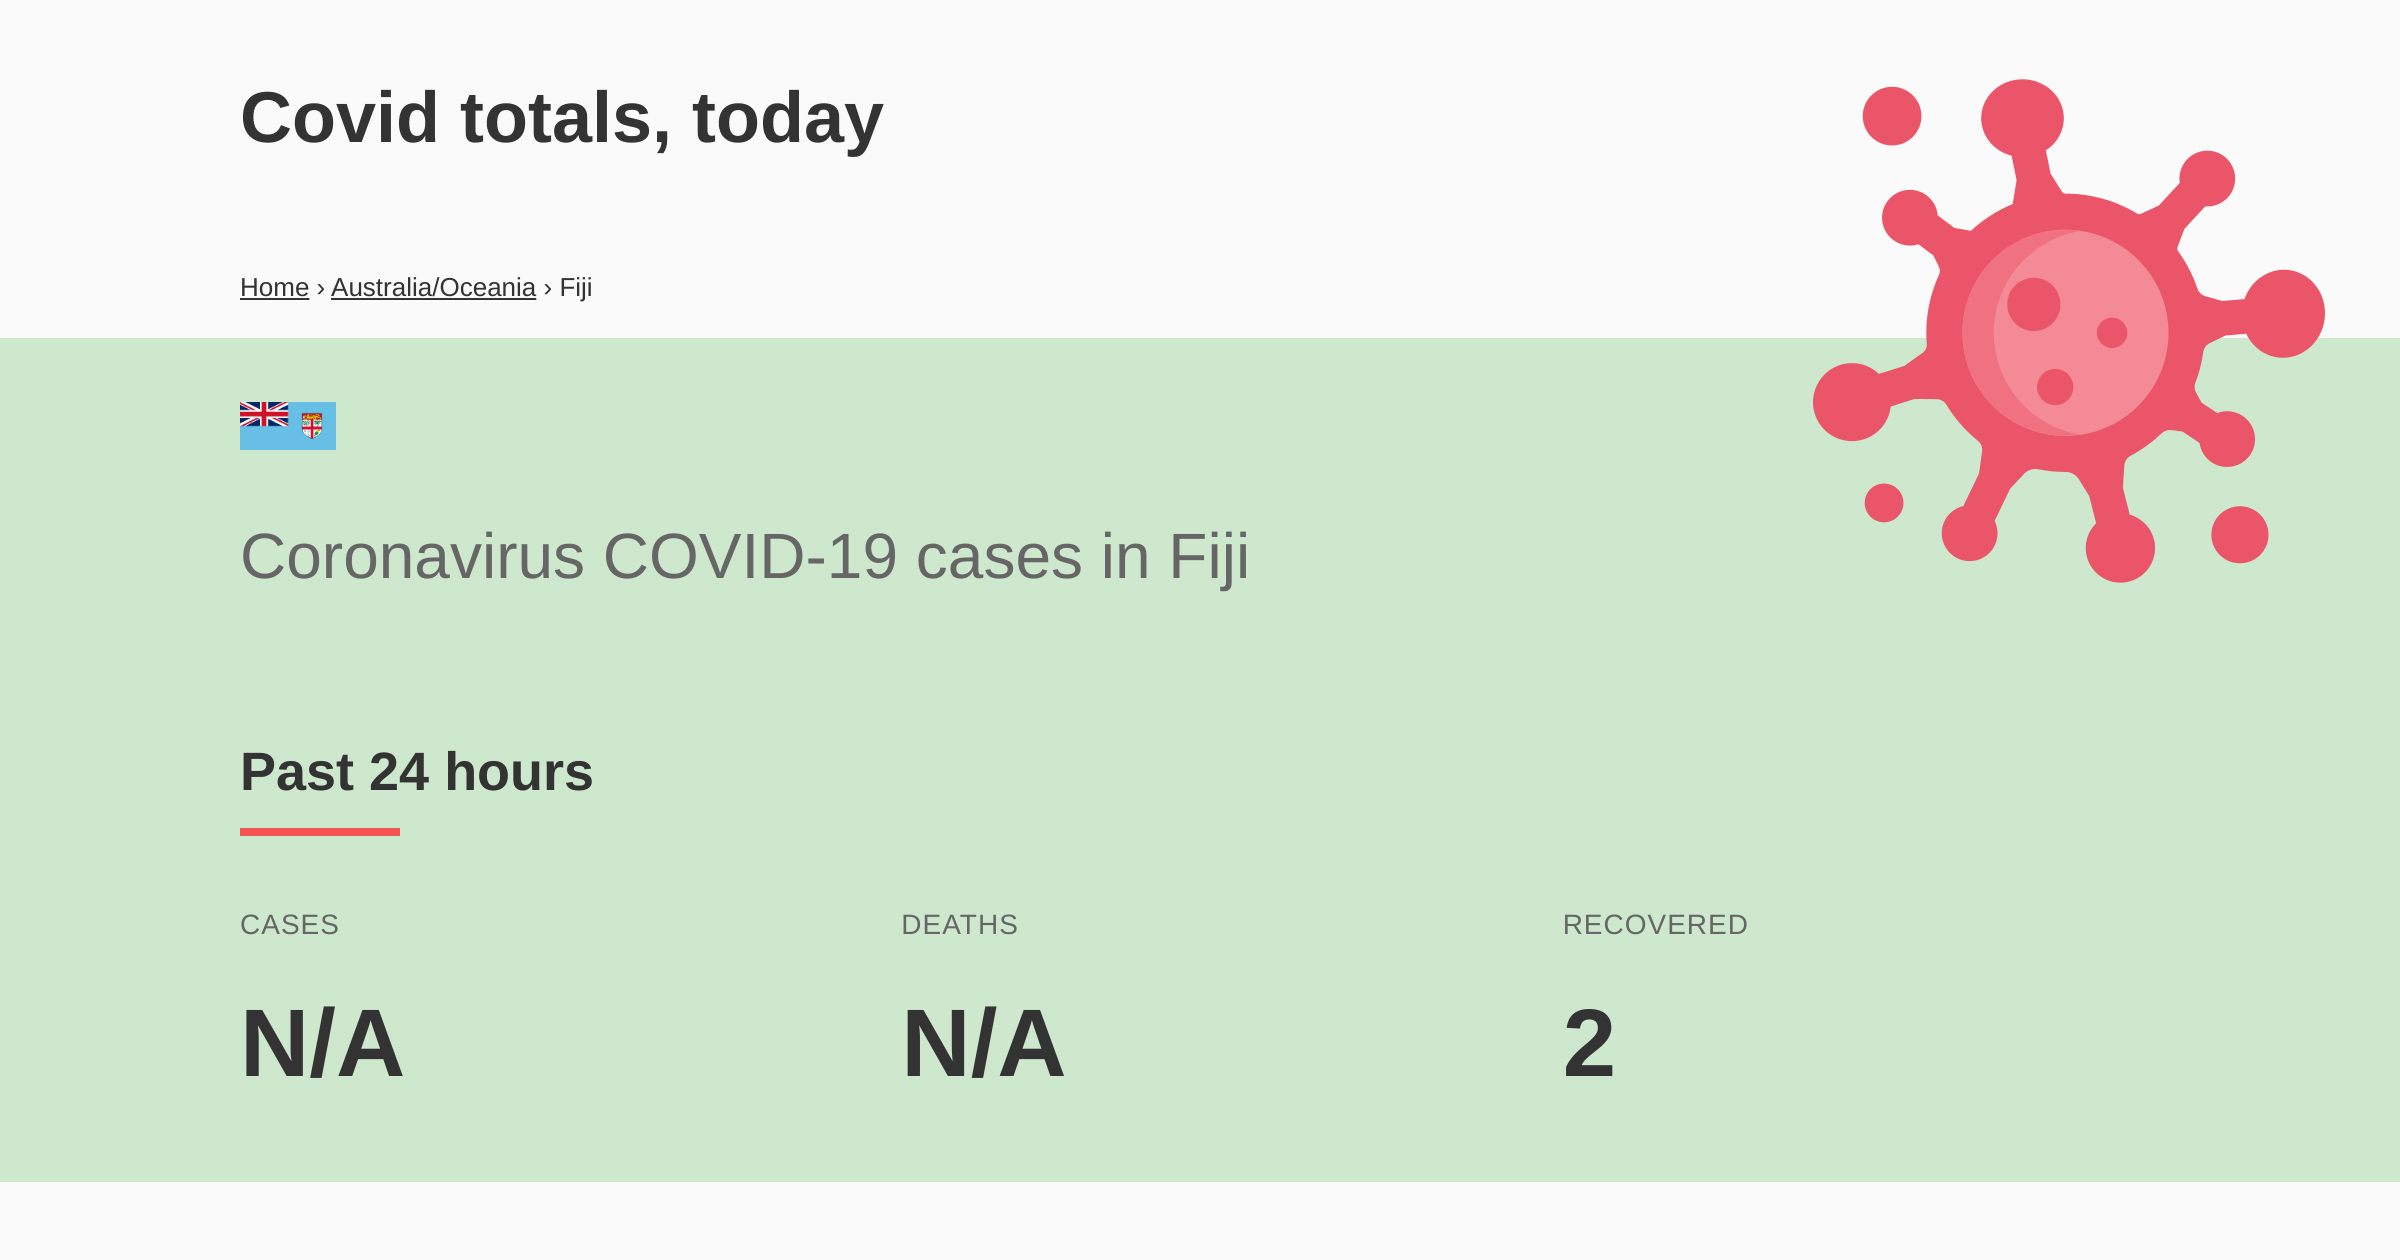 Covid totals, today
Home › Australia/Oceania › Fiji
Coronavirus COVID-19 cases in Fiji
Past 24 hours
CASES DEATHS RECOVERED
N/A N/A 2